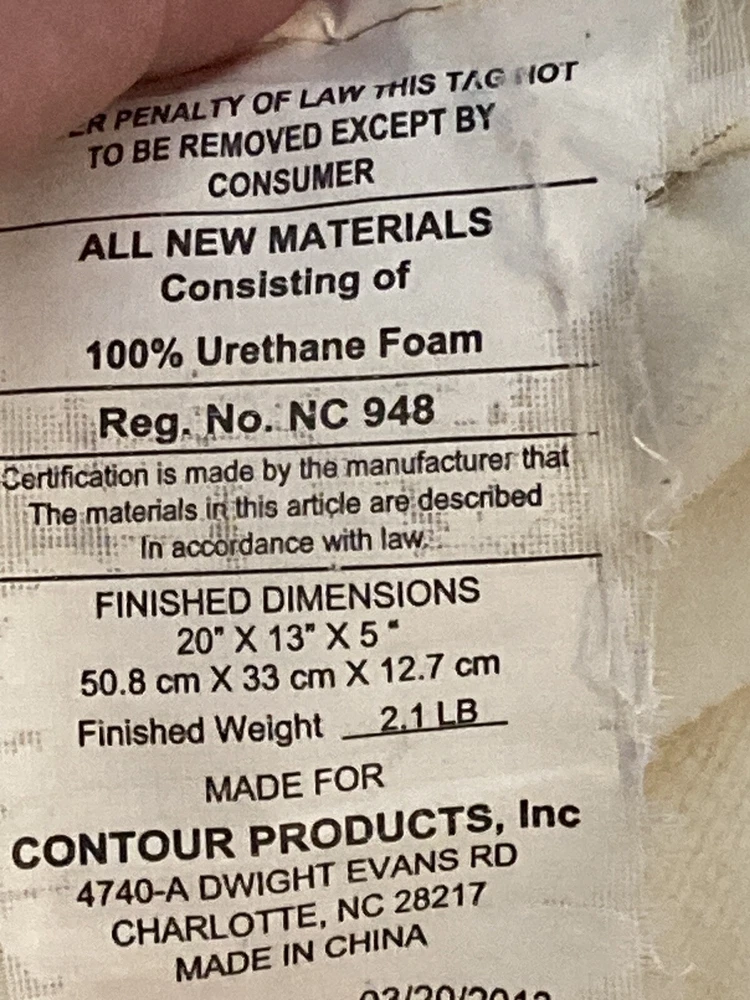 PENALTY OF LAW THIS TAG NOT
TO BE REMOVED EXCEPT BY
CONSUMER
ALL NEW MATERIALS
Consisting of
100% Urethane Foam
Reg. No. NC 948
Certification is made by the manufacturer that
The materials in this article are described
In accordance with law.
FINISHED DIMENSIONS
20" X 13" X 5 "
50.8 cm X 33 cm X 12.7 cm
Finished Weight 2.1 LB
MADE FOR
CONTOUR PRODUCTS, Inc
4740-A DWIGHT EVANS RD
CHARLOTTE, NC 28217
MADE IN CHINA